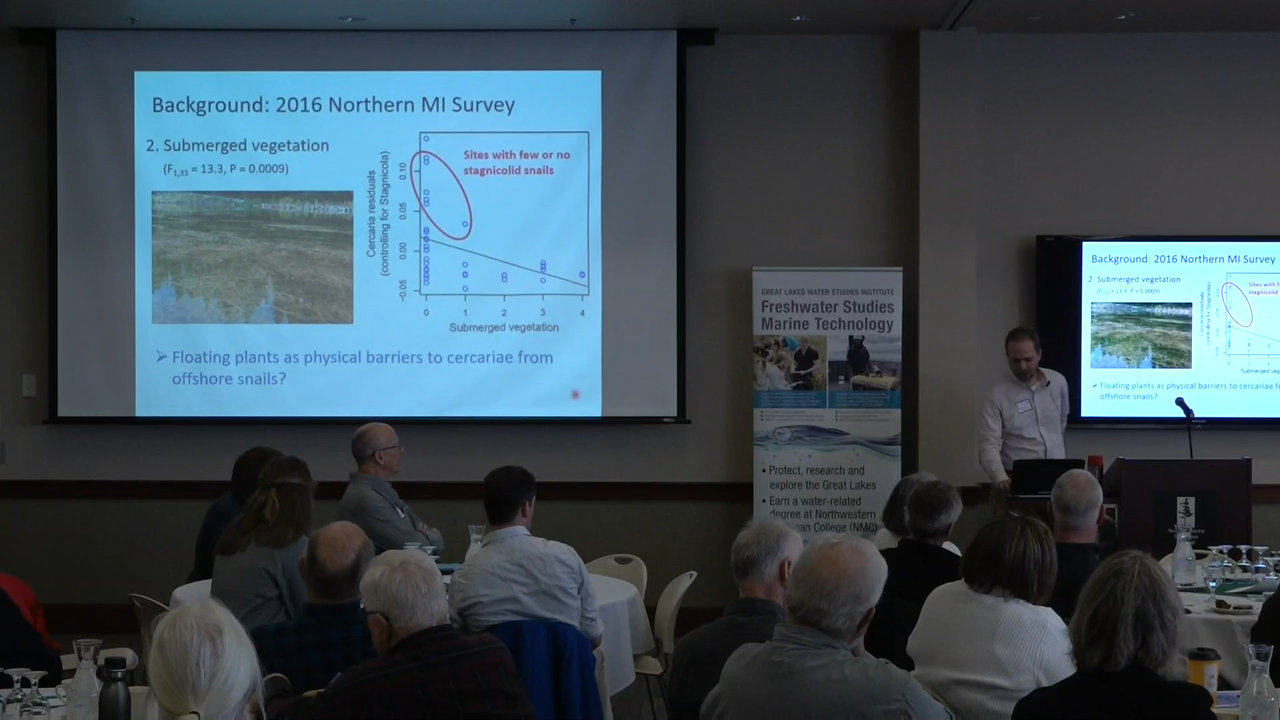 Background: 2016 Northern MI Survey
2. Submerged vegetation
(F1,33 = 13.3, P = 0.0009)
Cercaria residuals
(controlling for Stagnicola)
0.10
0.05
0.00
-0.05
Sites with few or no
stagnicolid snails
0 1 2 3 4
Submerged vegetation
➢ Floating plants as physical barriers to cercariae from
offshore snails?
GREAT LAKES WATER STUDIES INSTITUTE
Freshwater Studies
Marine Technology
• Protect, research and
explore the Great Lakes
• Earn a water-related
degree at Northwestern
College (NMC)
Background: 2016 Northern MI Survey
2. Submerged vegetation
➢ Floating plants as physical barriers to cercariae
offshore snails?